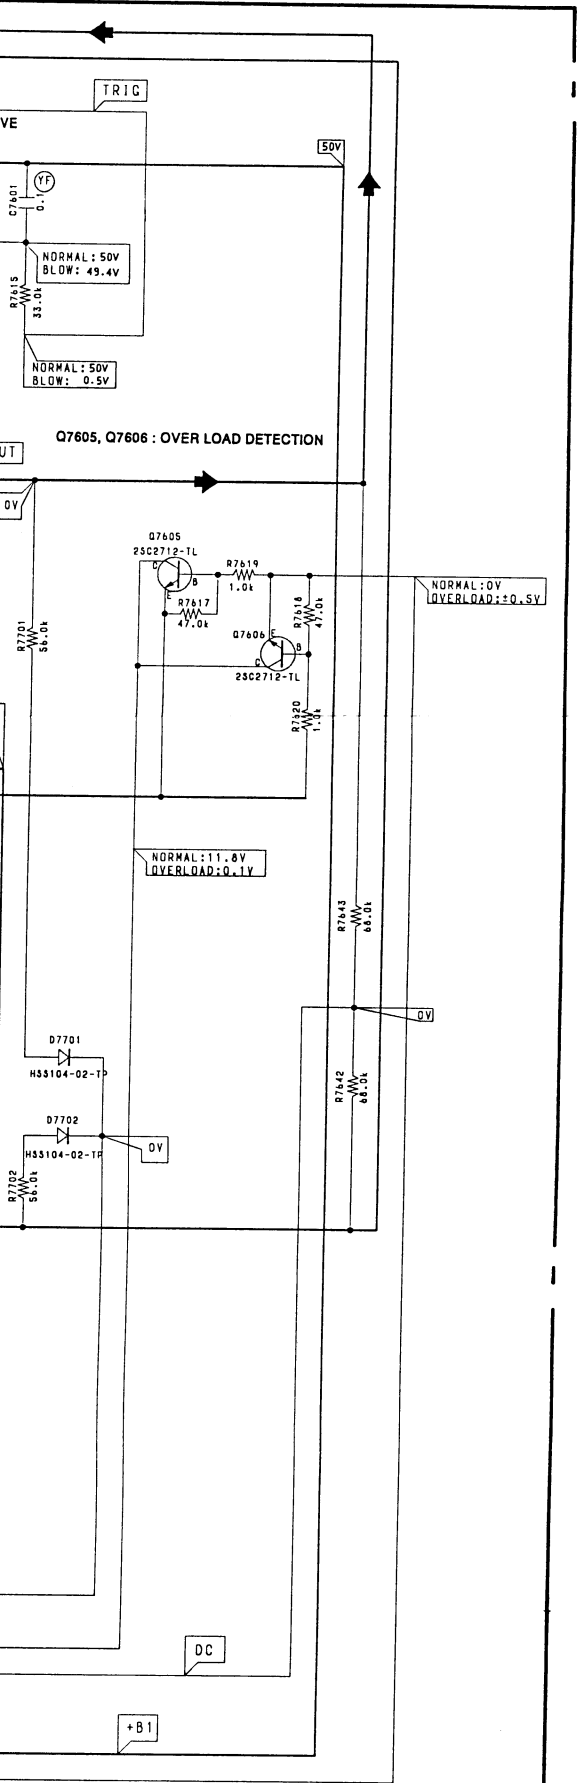 TRIG
VE
50V
YF
C7601
0.1
NORMAL:50V
BLOW: 49.4V
R7615
33.0k
NORMAL:50V
BLOW: 0.5V
Q7605, Q7606 : OVER LOAD DETECTION
UT
0V
Q7605
2SC2712-TL
C
B
E
R7619
1.0k
R7617
47.0k
R7618
47.0k
NORMAL:0V
OVERLOAD:±0.5V
Q7606
E
B
C
2SC2712-TL
R7701
56.0k
R7620
1.0k
NORMAL:11.8V
OVERLOAD:0.1V
R7643
68.0k
0V
D7701
HSS104-02-TP
R7642
68.0k
D7702
HSS104-02-TP
0V
R7702
56.0k
DC
+B1